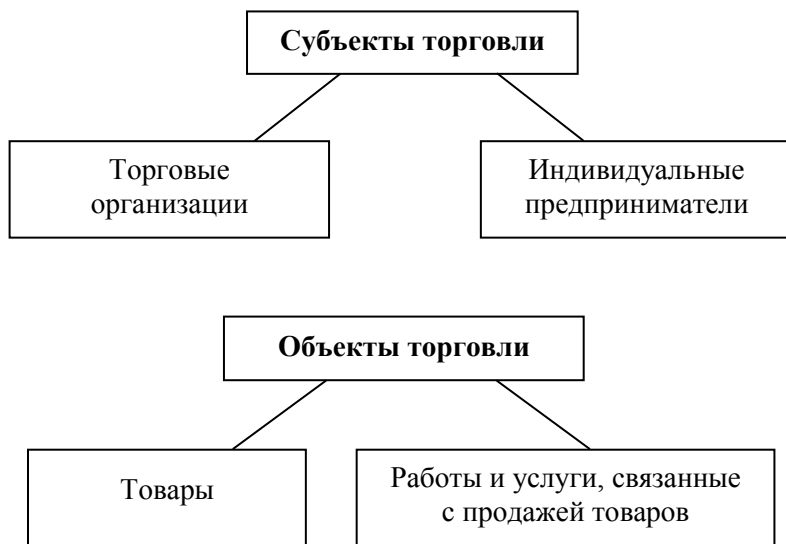 Субъекты торговли
Торговые
организации
Индивидуальные
предприниматели
Объекты торговли
Товары
Работы и услуги, связанные
с продажей товаров